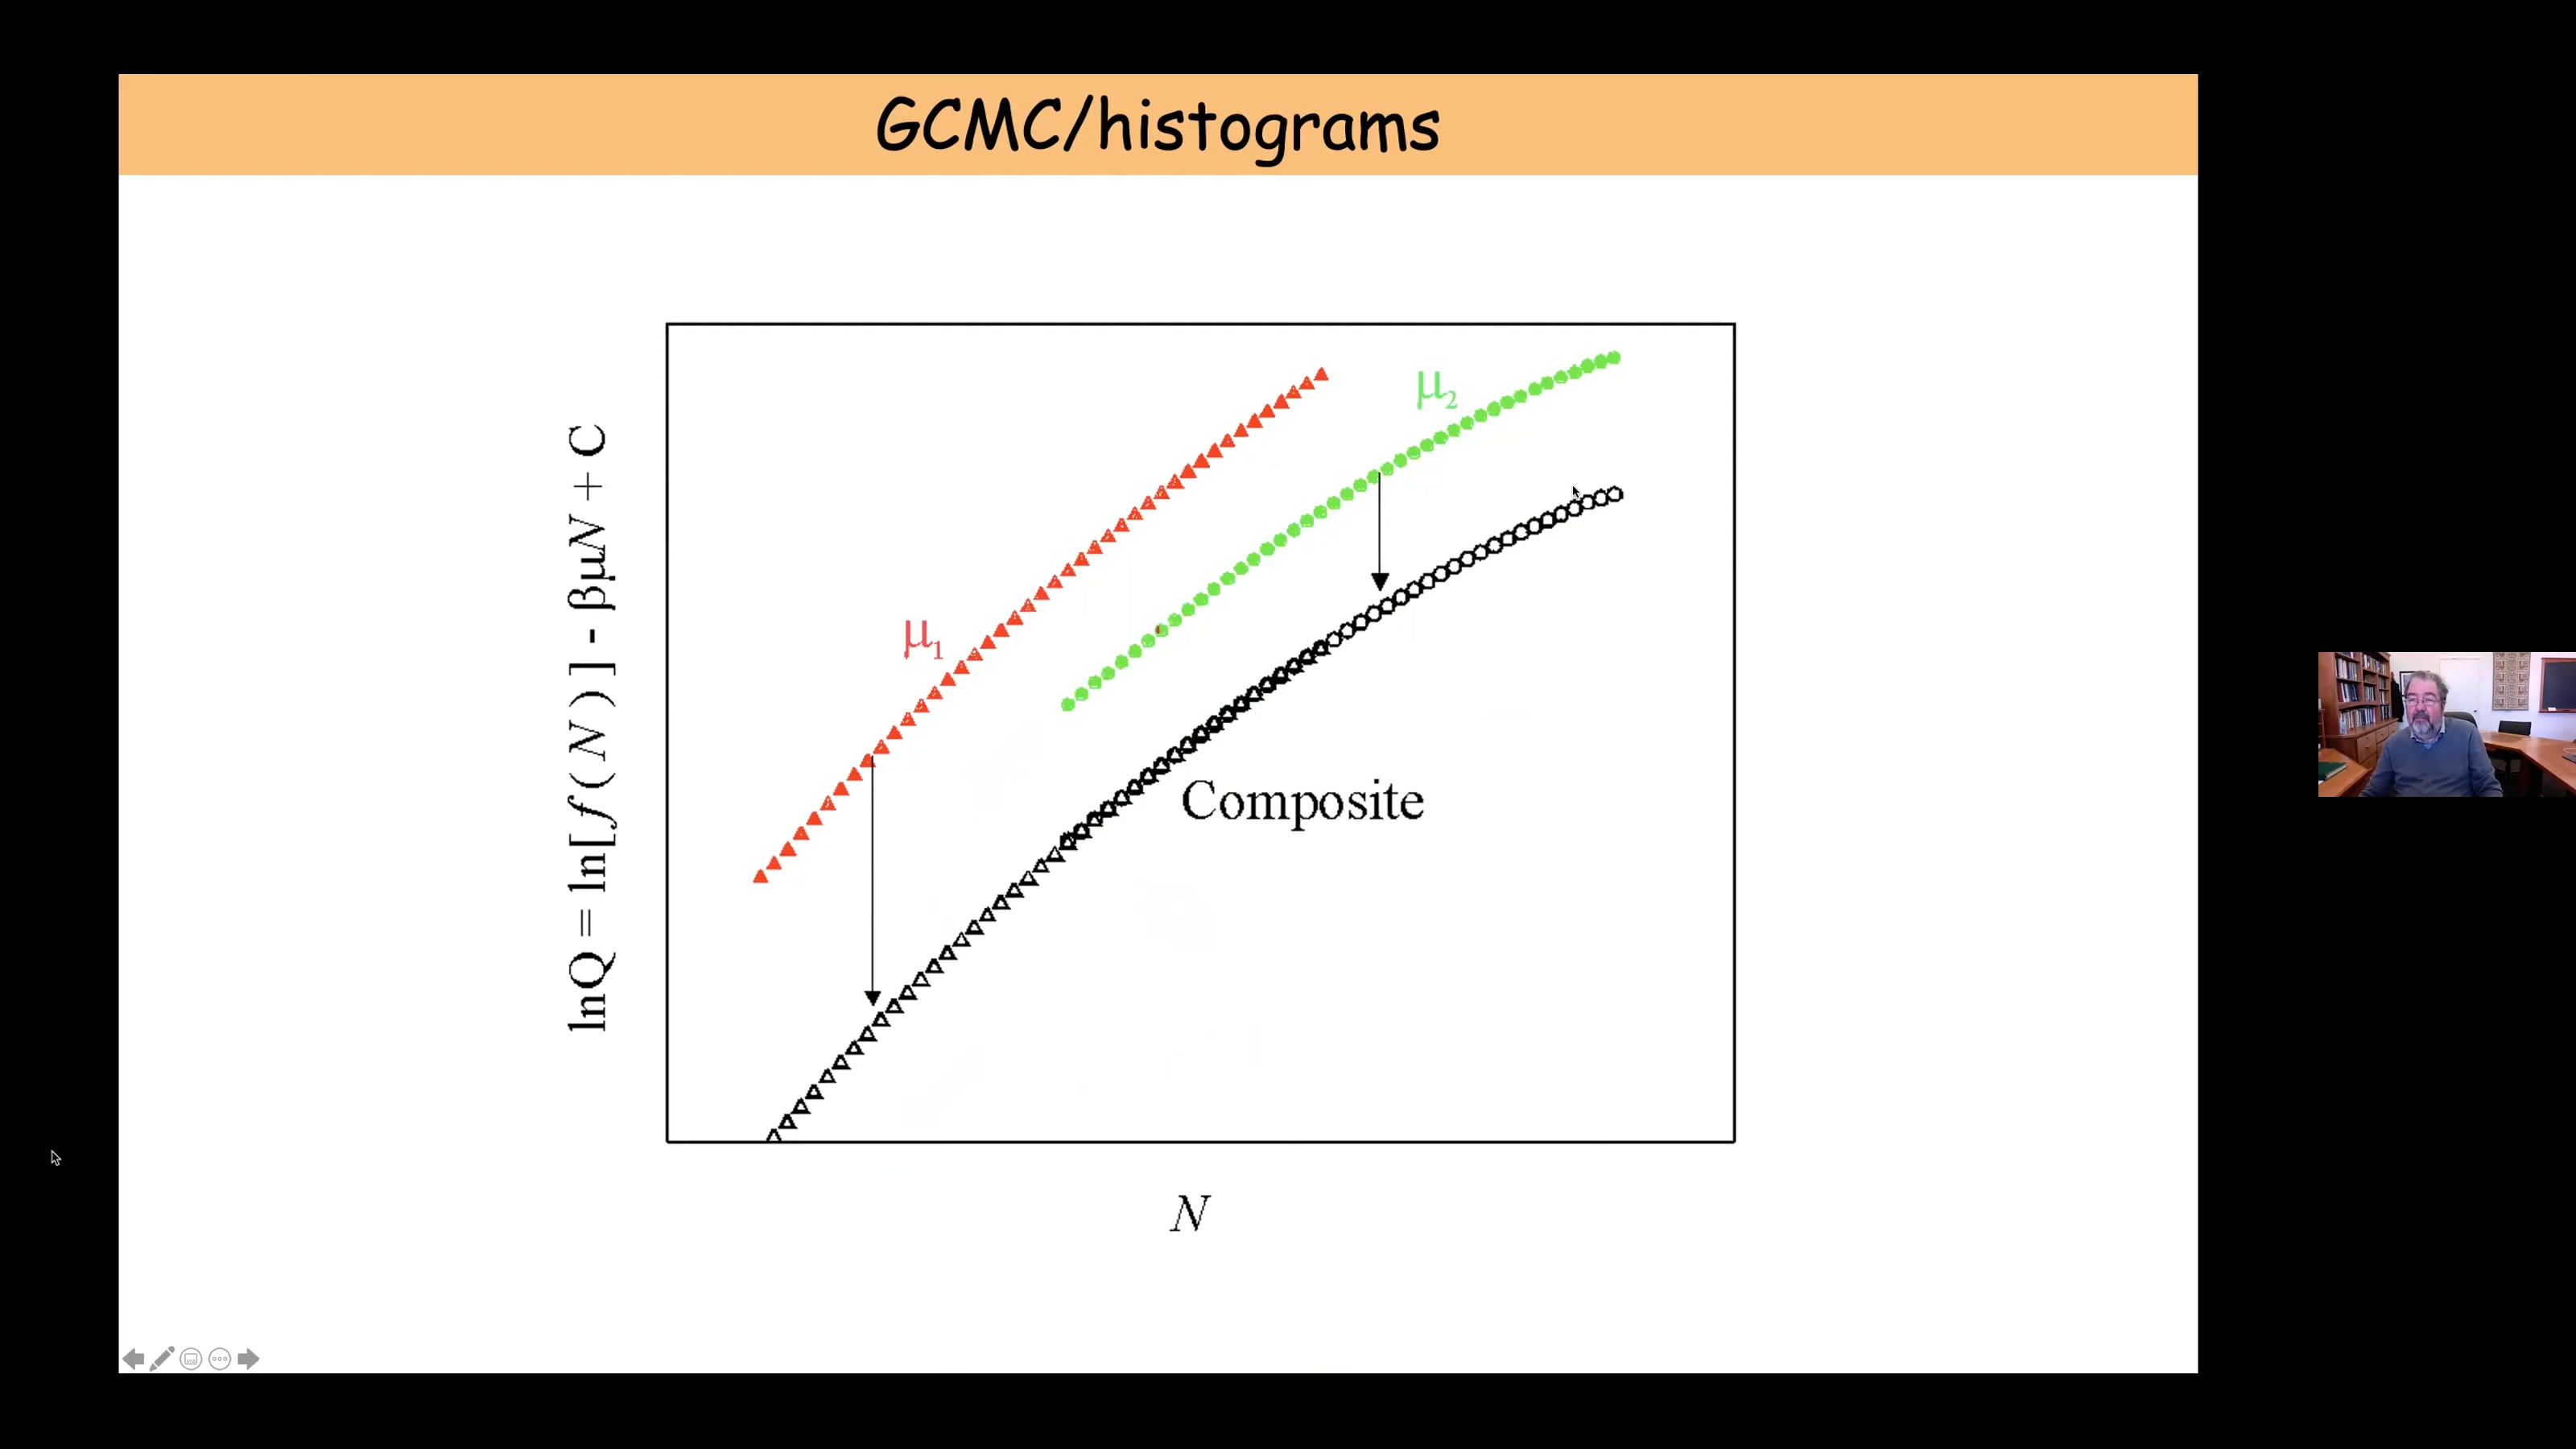 GCMC/histograms
lnQ = ln[f(N)] - βμN + C
μ₁
μ₂
Composite
N